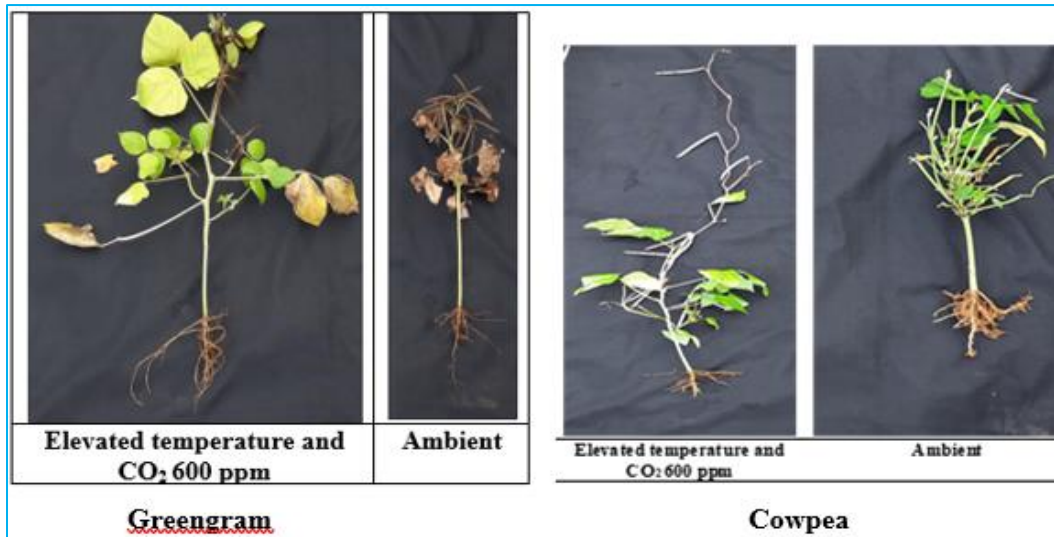 Elevated temperature and
CO₂ 600 ppm
Ambient
Greengram
Elevated temperature and
CO₂ 600 ppm
Ambient
Cowpea